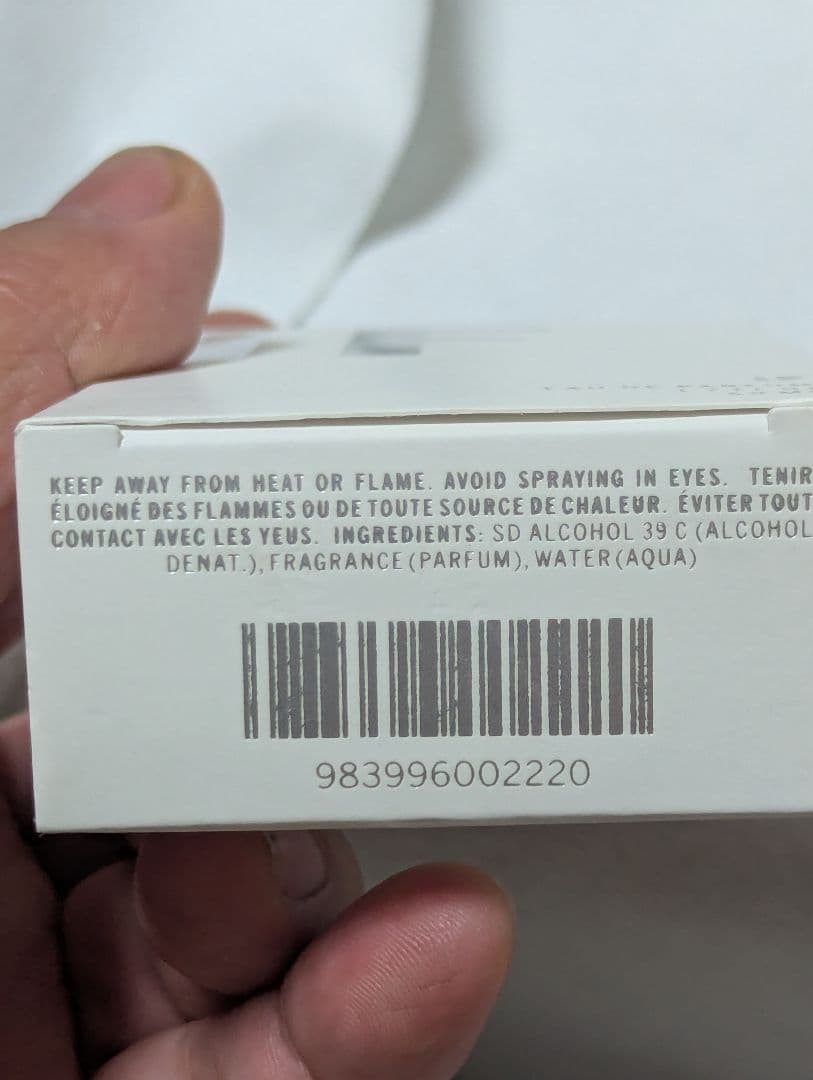 KEEP AWAY FROM HEAT OR FLAME. AVOID SPRAYING IN EYES. TENIR
ÉLOIGNÉ DES FLAMMES OU DE TOUTE SOURCE DE CHALEUR. ÉVITER TOUT
CONTACT AVEC LES YEUS. INGREDIENTS: SD ALCOHOL 39 C (ALCOHOL
DENAT.), FRAGRANCE (PARFUM), WATER (AQUA)
983996002220